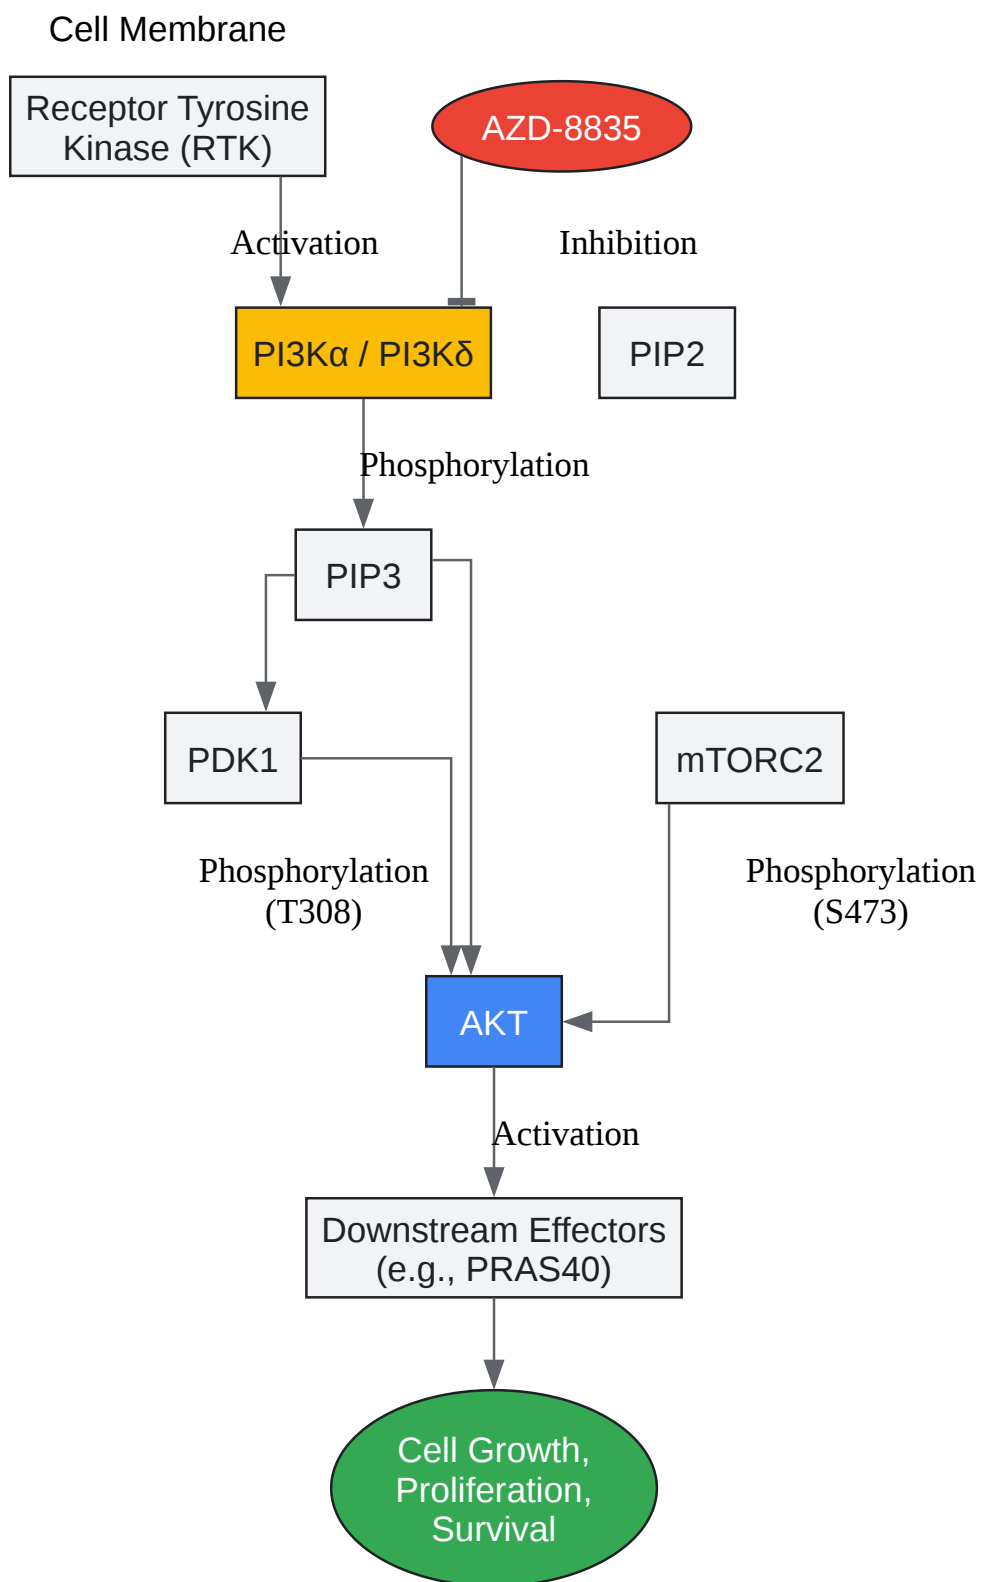 Cell Membrane
Receptor Tyrosine
Kinase (RTK)
AZD-8835
Activation
Inhibition
PI3Kα / PI3Kδ
PIP2
Phosphorylation
PIP3
PDK1
mTORC2
Phosphorylation
(T308)
Phosphorylation
(S473)
AKT
Activation
Downstream Effectors
(e.g., PRAS40)
Cell Growth,
Proliferation,
Survival